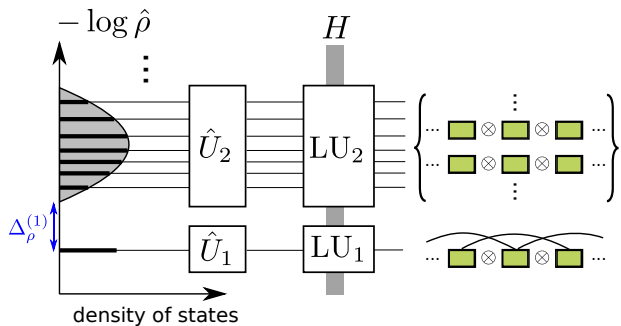 − log ρ̂
H
⋮
Û₂
LU₂
⋮
··· ⊗ ⊗ ···
··· ⊗ ⊗ ···
⋮
Δρ⁽¹⁾
Û₁
LU₁
··· ⊗ ⊗ ···
density of states